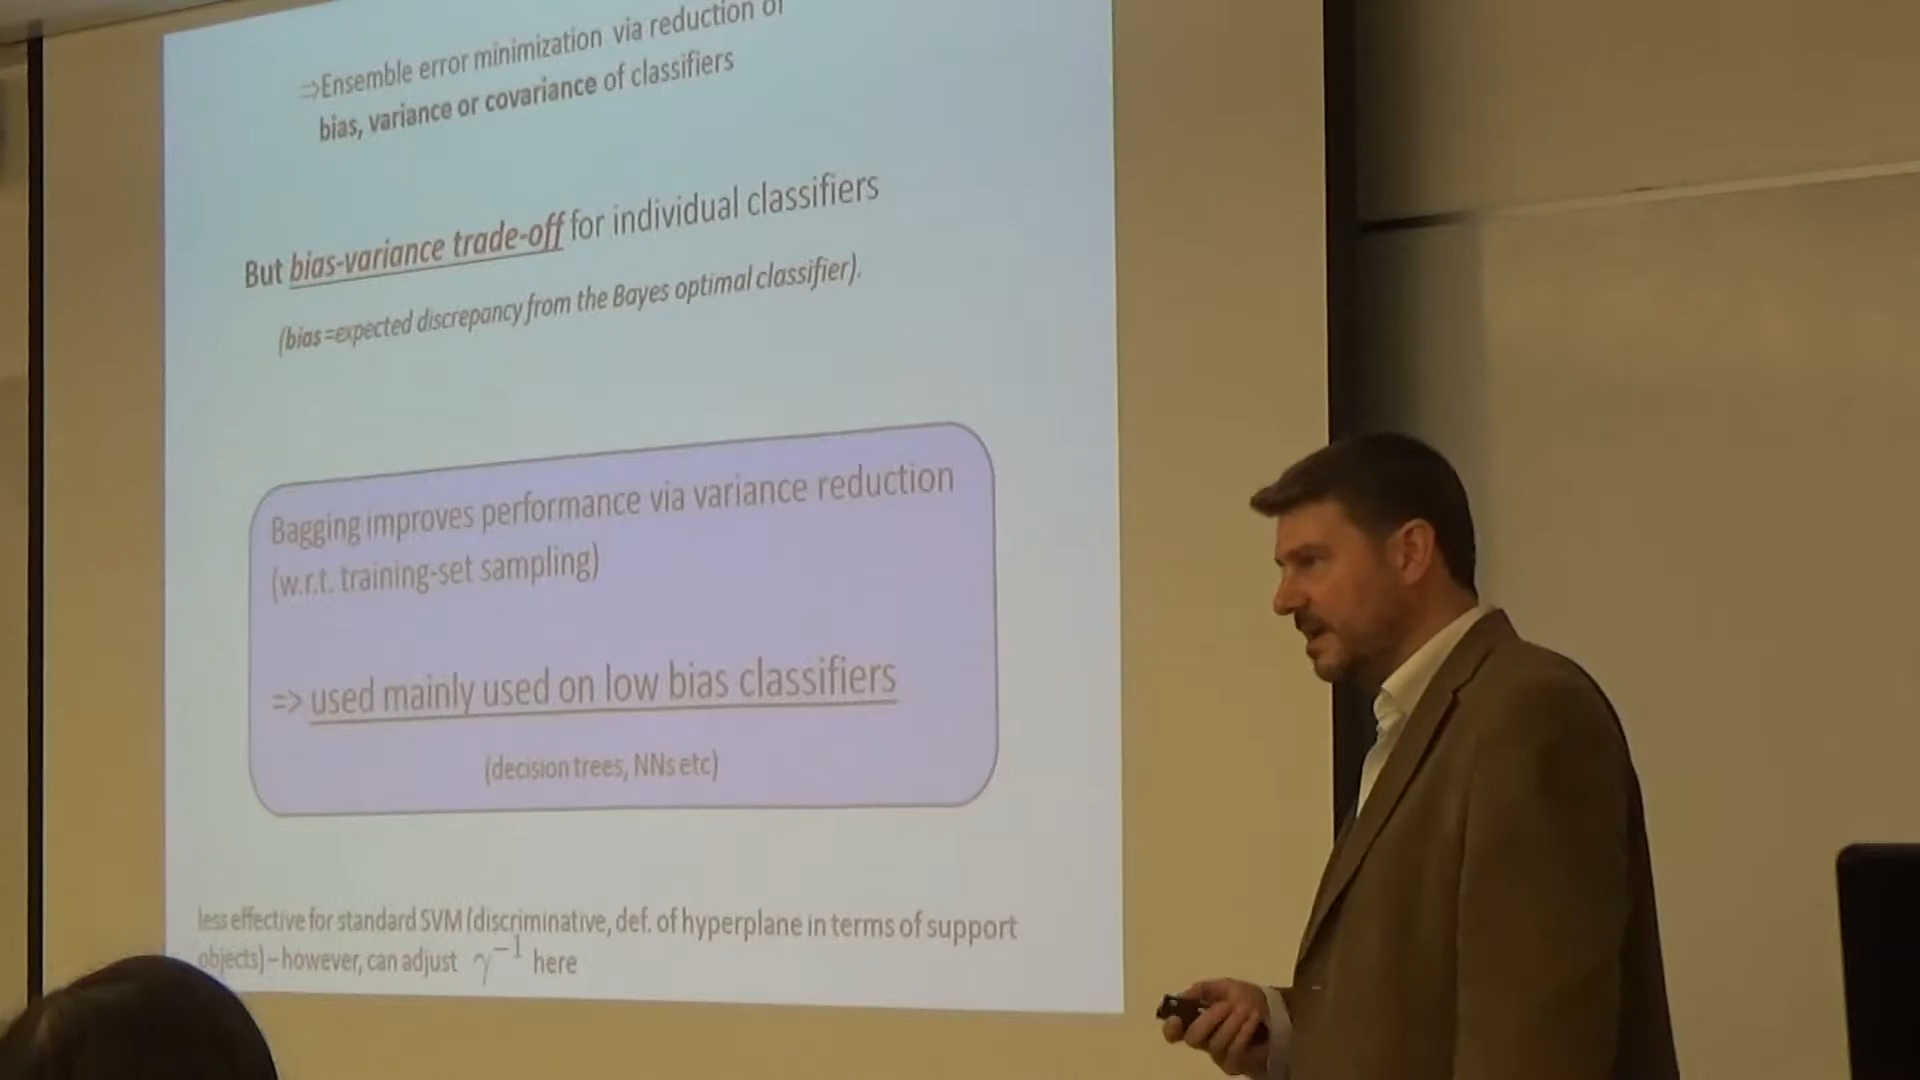 ⇒Ensemble error minimization via reduction of
bias, variance or covariance of classifiers
But bias-variance trade-off for individual classifiers
(bias =expected discrepancy from the Bayes optimal classifier).
Bagging improves performance via variance reduction
(w.r.t. training-set sampling)
=> used mainly used on low bias classifiers
(decision trees, NNs etc)
less effective for standard SVM (discriminative, def. of hyperplane in terms of support
objects) – however, can adjust γ⁻¹ here